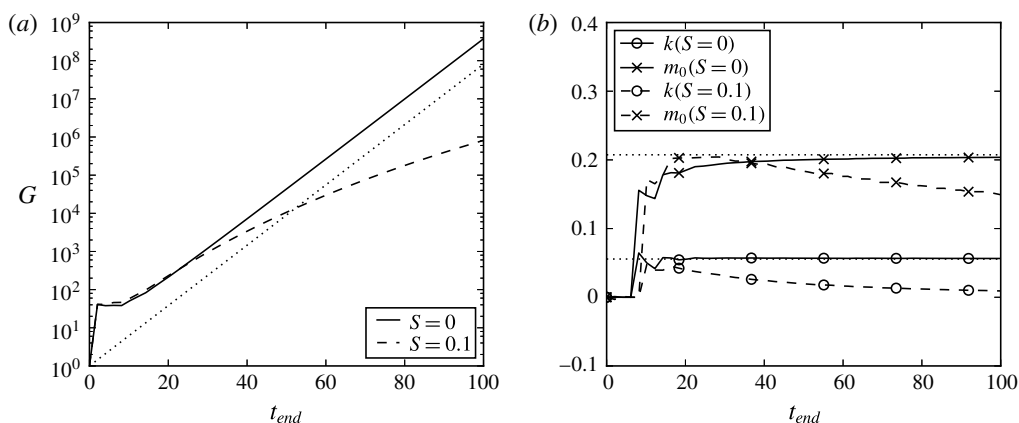 (a)
10^9
10^8
10^7
10^6
10^5
10^4
10^3
10^2
10^1
10^0
G
S = 0
S = 0.1
0 20 40 60 80 100
t_end
(b)
0.4
0.3
0.2
0.1
0
−0.1
k(S = 0)
m_0(S = 0)
k(S = 0.1)
m_0(S = 0.1)
0 20 40 60 80 100
t_end